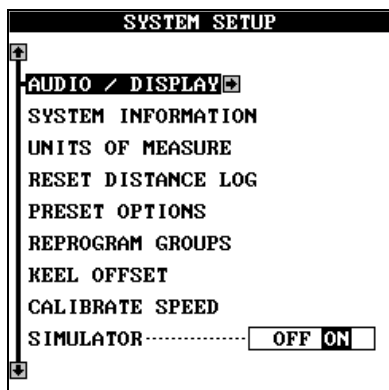 SYSTEM SETUP
AUDIO / DISPLAY
SYSTEM INFORMATION
UNITS OF MEASURE
RESET DISTANCE LOG
PRESET OPTIONS
REPROGRAM GROUPS
KEEL OFFSET
CALIBRATE SPEED
SIMULATOR OFF ON